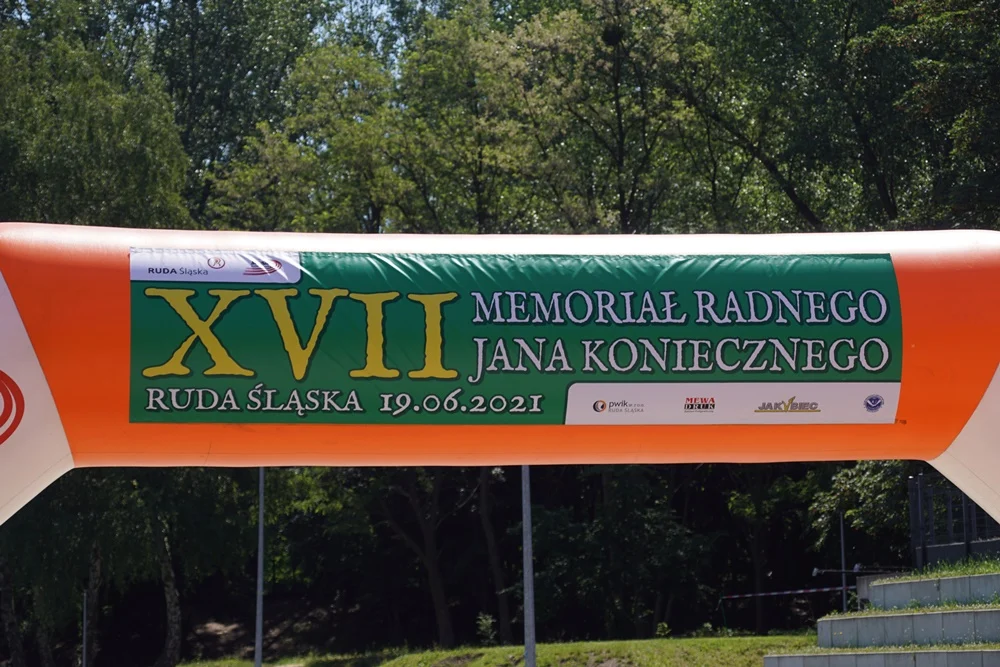 RUDA Śląska
XVII
MEMORIAŁ RADNEGO
JANA KONIECZNEGO
RUDA ŚLĄSKA 19.06.2021
pwik
RUDA ŚLĄSKA
MEWA
DRUK
JAKUBIEC